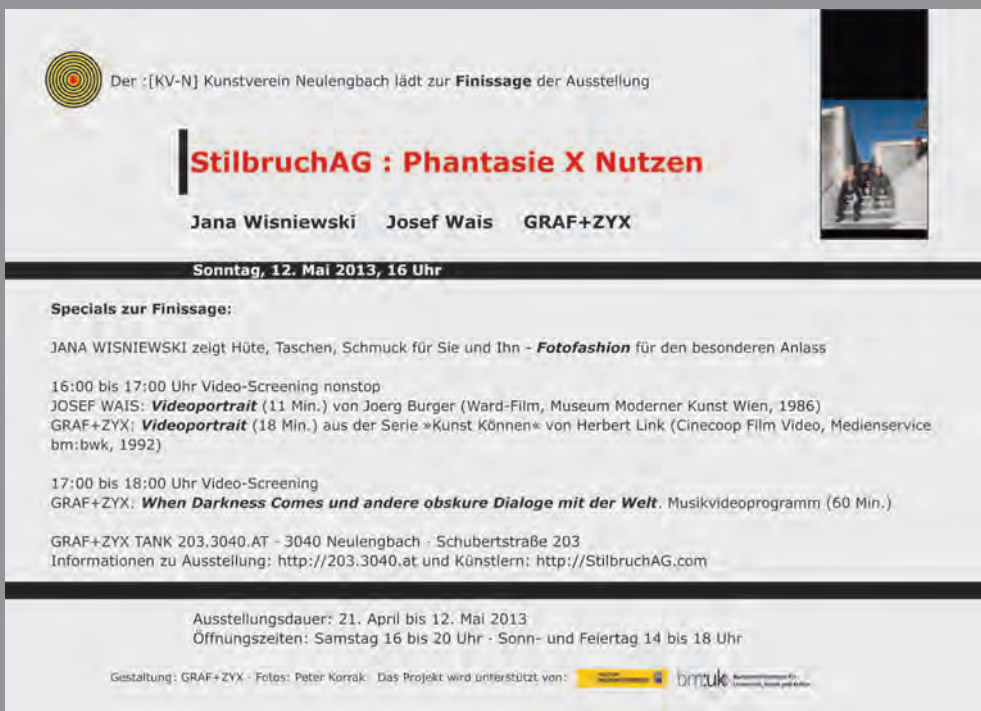 Der :[KV-N] Kunstverein Neulengbach lädt zur Finissage der Ausstellung
StilbruchAG : Phantasie X Nutzen
Jana Wisniewski Josef Wais GRAF+ZYX
Sonntag, 12. Mai 2013, 16 Uhr
Specials zur Finissage:
JANA WISNIEWSKI zeigt Hüte, Taschen, Schmuck für Sie und Ihn - Fotofashion für den besonderen Anlass
16:00 bis 17:00 Uhr Video-Screening nonstop
JOSEF WAIS: Videoportrait (11 Min.) von Joerg Burger (Ward-Film, Museum Moderner Kunst Wien, 1986)
GRAF+ZYX: Videoportrait (18 Min.) aus der Serie »Kunst Können« von Herbert Link (Cinecoop Film Video, Medienservice
bm:bwk, 1992)
17:00 bis 18:00 Uhr Video-Screening
GRAF+ZYX: When Darkness Comes und andere obskure Dialoge mit der Welt. Musikvideoprogramm (60 Min.)
GRAF+ZYX TANK 203.3040.AT · 3040 Neulengbach · Schubertstraße 203
Informationen zu Ausstellung: http://203.3040.at und Künstlern: http://StilbruchAG.com
Ausstellungsdauer: 21. April bis 12. Mai 2013
Öffnungszeiten: Samstag 16 bis 20 Uhr · Sonn- und Feiertag 14 bis 18 Uhr
Gestaltung: GRAF+ZYX · Fotos: Peter Korrak Das Projekt wird unterstützt von: bm:uk